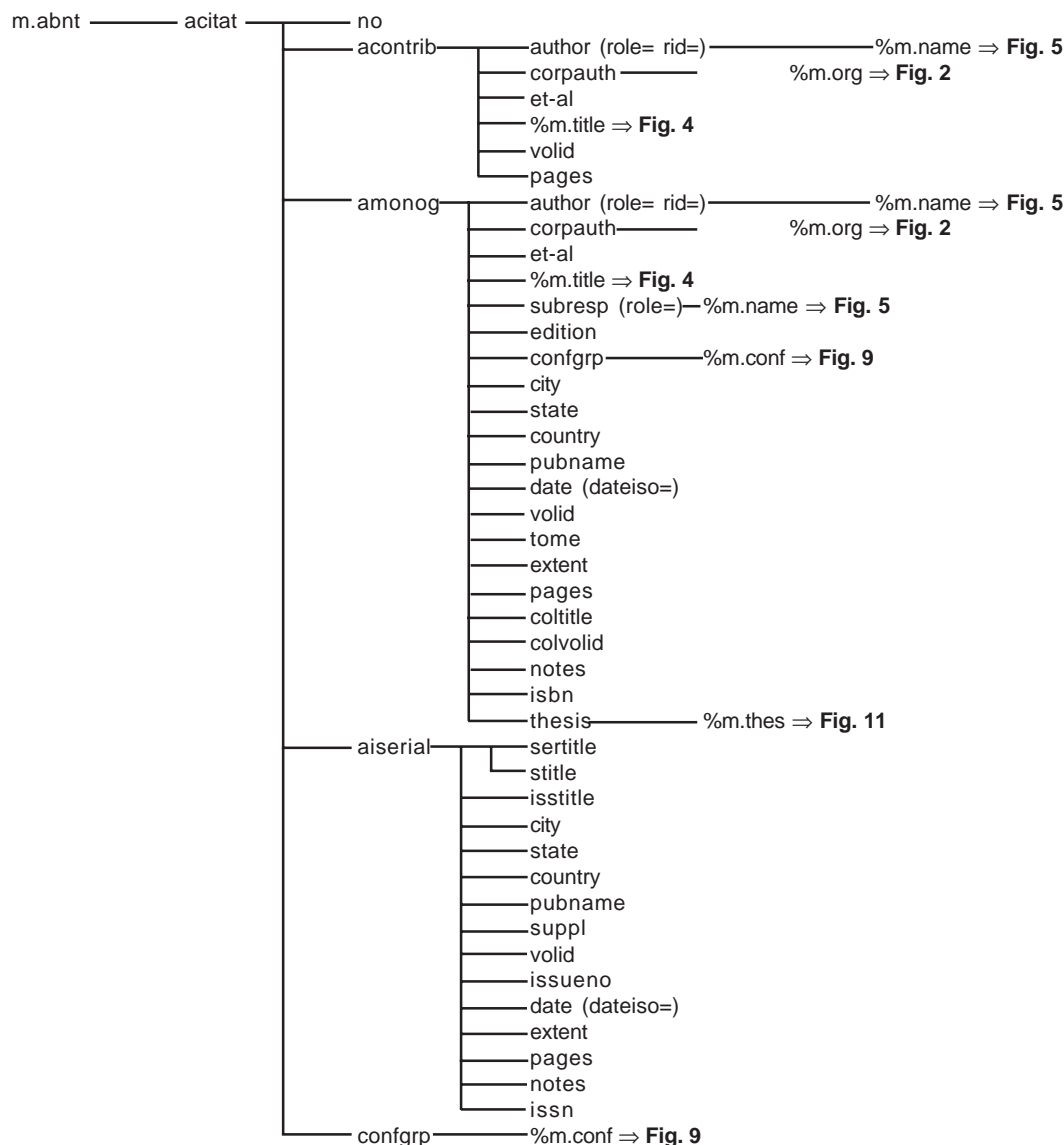 m.abnt acitat no
acontrib author (role= rid=) %m.name ⇒ Fig. 5
corpauth %m.org ⇒ Fig. 2
et-al
%m.title ⇒ Fig. 4
volid
pages
amonog author (role= rid=) %m.name ⇒ Fig. 5
corpauth %m.org ⇒ Fig. 2
et-al
%m.title ⇒ Fig. 4
subresp (role=) %m.name ⇒ Fig. 5
edition
confgrp %m.conf ⇒ Fig. 9
city
state
country
pubname
date (dateiso=)
volid
tome
extent
pages
coltitle
colvolid
notes
isbn
thesis %m.thes ⇒ Fig. 11
aiserial sertitle
stitle
isstitle
city
state
country
pubname
suppl
volid
issueno
date (dateiso=)
extent
pages
notes
issn
confgrp %m.conf ⇒ Fig. 9